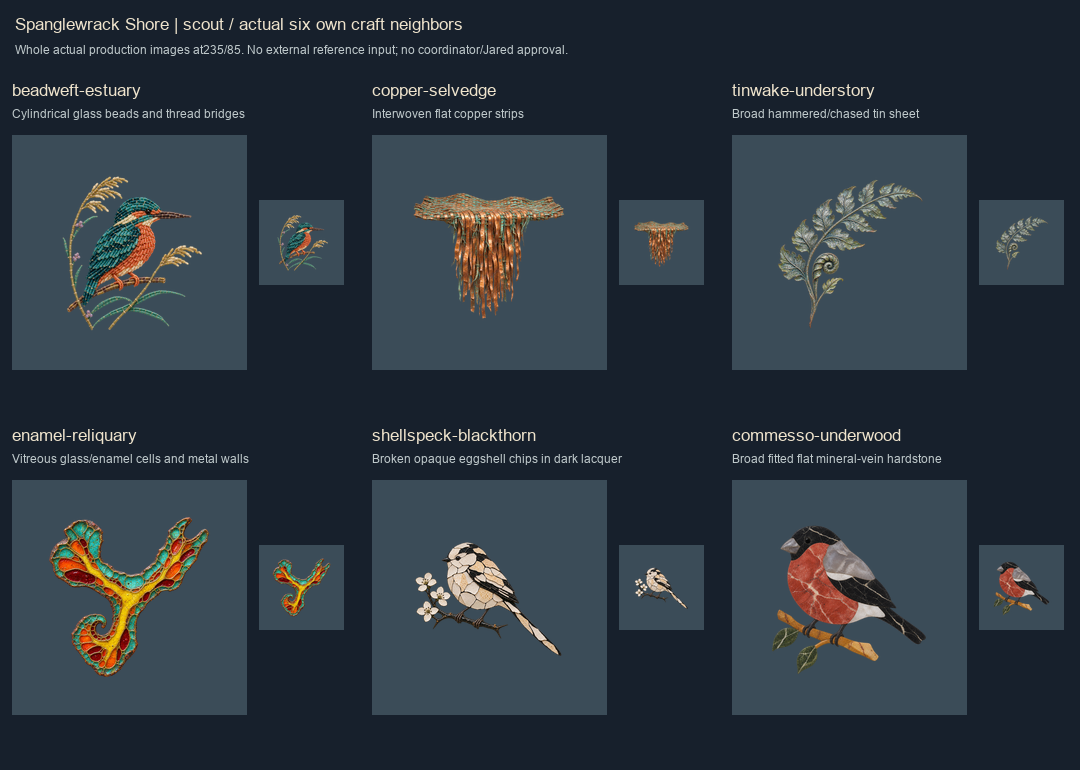 Spanglewrack Shore | scout / actual six own craft neighbors
Whole actual production images at235/85. No external reference input; no coordinator/Jared approval.
beadweft-estuary
Cylindrical glass beads and thread bridges
copper-selvedge
Interwoven flat copper strips
tinwake-understory
Broad hammered/chased tin sheet
enamel-reliquary
Vitreous glass/enamel cells and metal walls
shellspeck-blackthorn
Broken opaque eggshell chips in dark lacquer
commesso-underwood
Broad fitted flat mineral-vein hardstone